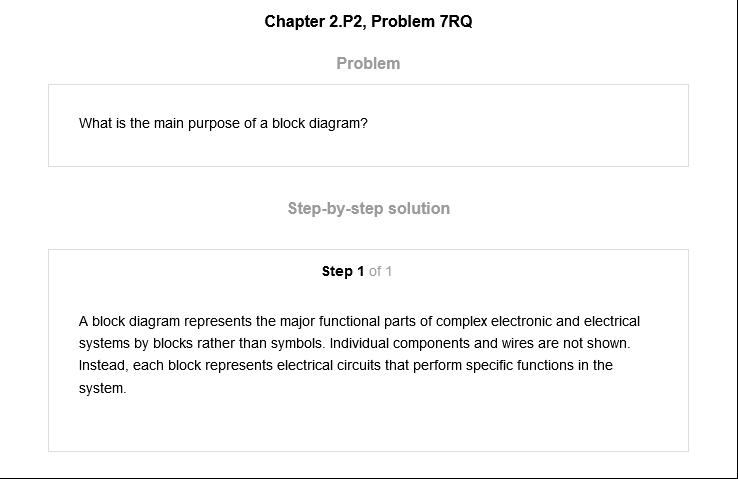 Chapter 2.P2, Problem 7RQ
Problem
What is the main purpose of a block diagram?
Step-by-step solution
Step 1 of 1
A block diagram represents the major functional parts of complex electronic and electrical
systems by blocks rather than symbols. Individual components and wires are not shown.
Instead, each block represents electrical circuits that perform specific functions in the
system.